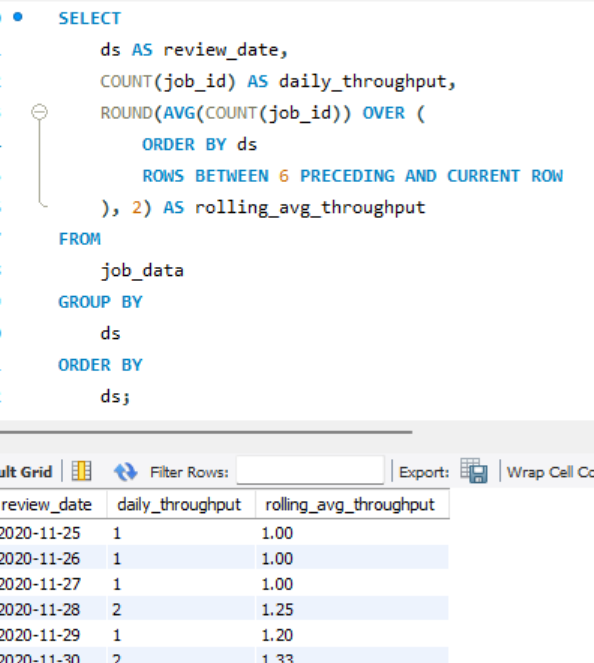 SELECT
ds AS review_date,
COUNT(job_id) AS daily_throughput,
ROUND(AVG(COUNT(job_id)) OVER (
ORDER BY ds
ROWS BETWEEN 6 PRECEDING AND CURRENT ROW
), 2) AS rolling_avg_throughput
FROM
job_data
GROUP BY
ds
ORDER BY
ds;
ult Grid Filter Rows: Export: Wrap Cell Co
review_date daily_throughput rolling_avg_throughput
2020-11-25 1 1.00
2020-11-26 1 1.00
2020-11-27 1 1.00
2020-11-28 2 1.25
2020-11-29 1 1.20
2020-11-30 2 1.33